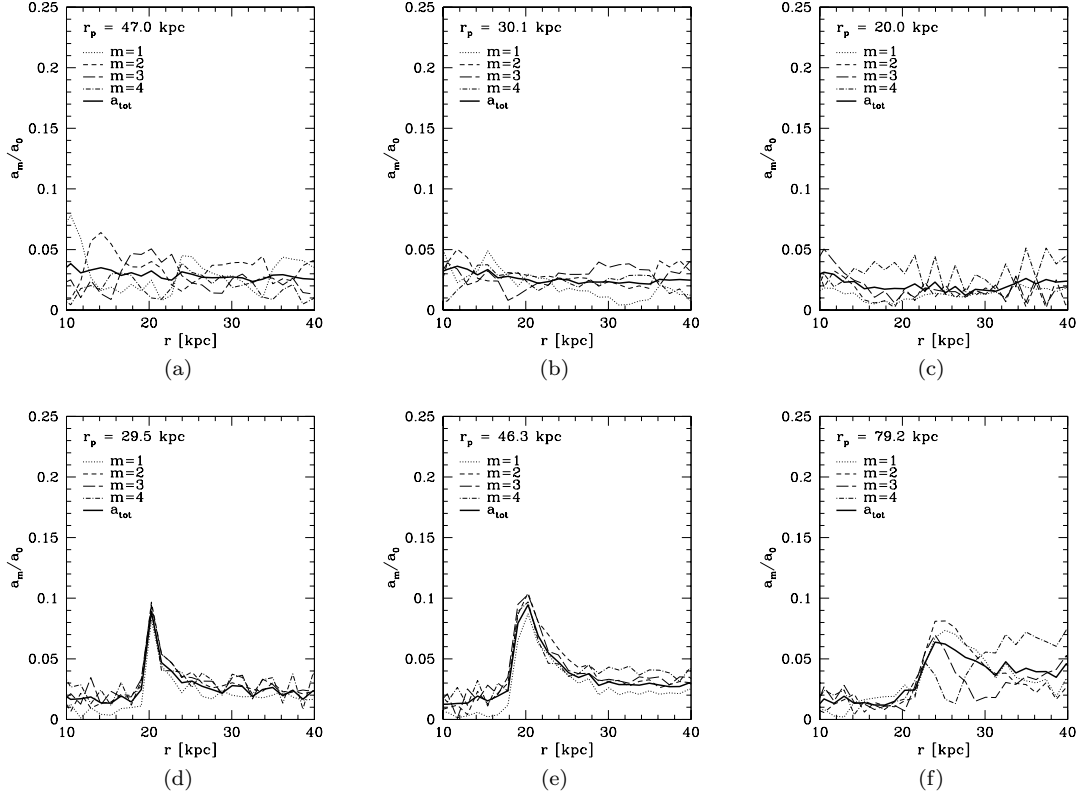 r_p = 47.0 kpc
m=1
m=2
m=3
m=4
a_tot
0.25
0.2
0.15
0.1
0.05
0
a_m/a_0
10
20
30
40
r [kpc]
(a)
r_p = 30.1 kpc
m=1
m=2
m=3
m=4
a_tot
0.25
0.2
0.15
0.1
0.05
0
a_m/a_0
10
20
30
40
r [kpc]
(b)
r_p = 20.0 kpc
m=1
m=2
m=3
m=4
a_tot
0.25
0.2
0.15
0.1
0.05
0
a_m/a_0
10
20
30
40
r [kpc]
(c)
r_p = 29.5 kpc
m=1
m=2
m=3
m=4
a_tot
0.25
0.2
0.15
0.1
0.05
0
a_m/a_0
10
20
30
40
r [kpc]
(d)
r_p = 46.3 kpc
m=1
m=2
m=3
m=4
a_tot
0.25
0.2
0.15
0.1
0.05
0
a_m/a_0
10
20
30
40
r [kpc]
(e)
r_p = 79.2 kpc
m=1
m=2
m=3
m=4
a_tot
0.25
0.2
0.15
0.1
0.05
0
a_m/a_0
10
20
30
40
r [kpc]
(f)